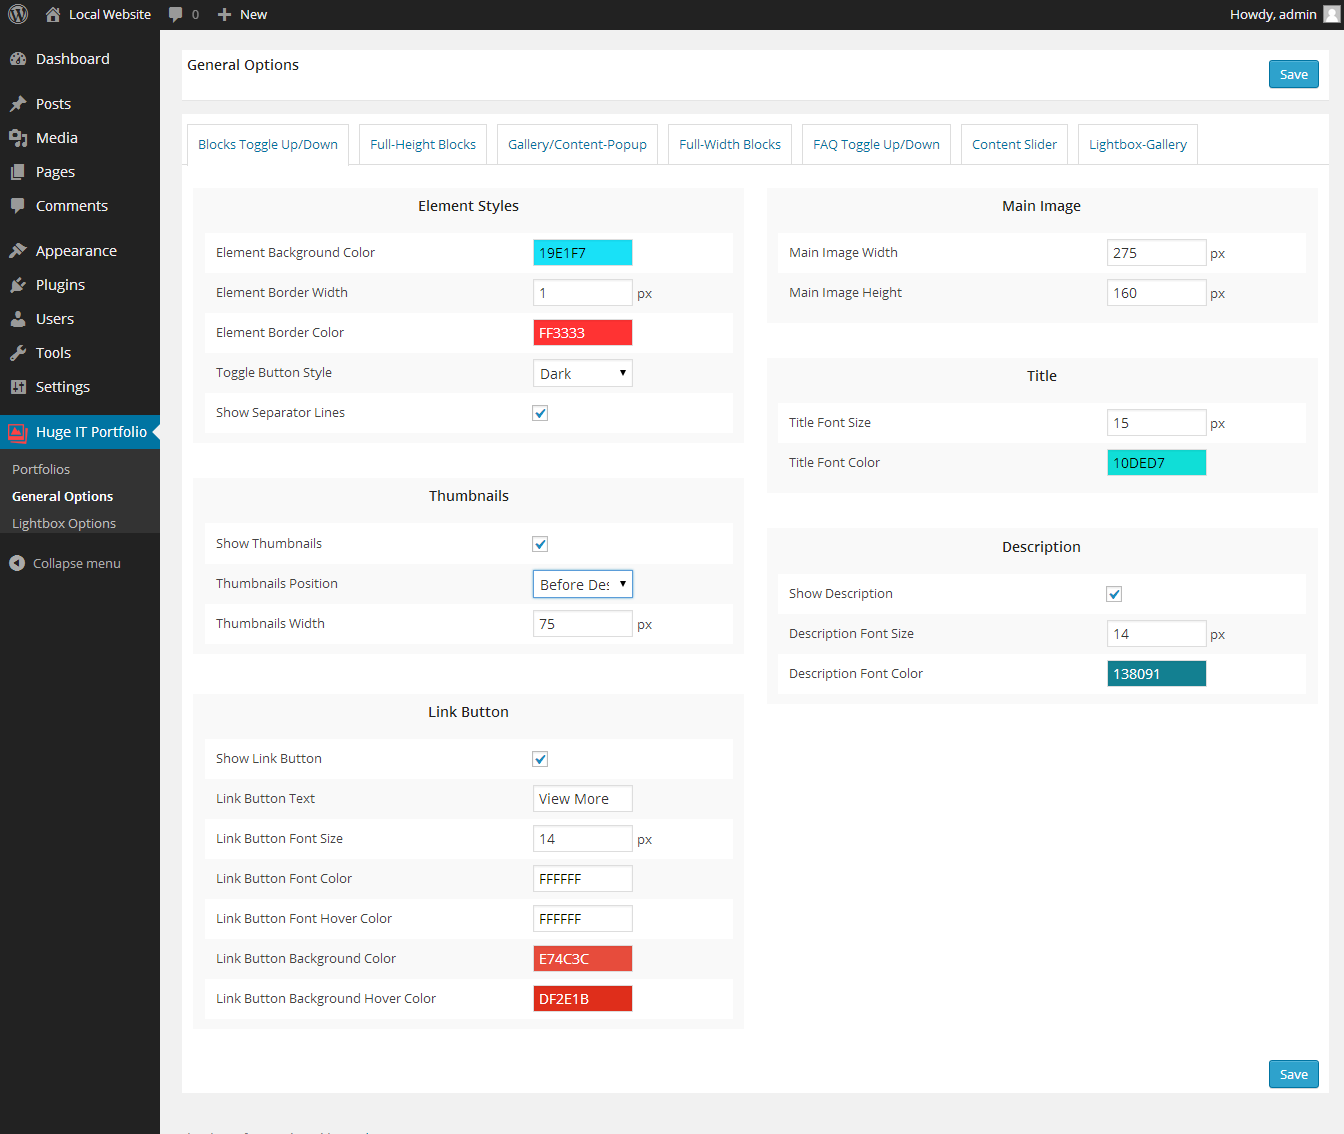 Local Website
0
New
Howdy, admin
Dashboard
Posts
Media
Pages
Comments
Appearance
Plugins
Users
Tools
Settings
Huge IT Portfolio
Portfolios
General Options
Lightbox Options
Collapse menu
General Options
Save
Blocks Toggle Up/Down
Full-Height Blocks
Gallery/Content-Popup
Full-Width Blocks
FAQ Toggle Up/Down
Content Slider
Lightbox-Gallery
Element Styles
Element Background Color 19E1F7
Element Border Width 1 px
Element Border Color FF3333
Toggle Button Style Dark
Show Separator Lines
Thumbnails
Show Thumbnails
Thumbnails Position Before Des
Thumbnails Width 75 px
Link Button
Show Link Button
Link Button Text View More
Link Button Font Size 14 px
Link Button Font Color FFFFFF
Link Button Font Hover Color FFFFFF
Link Button Background Color E74C3C
Link Button Background Hover Color DF2E1B
Main Image
Main Image Width 275 px
Main Image Height 160 px
Title
Title Font Size 15 px
Title Font Color 10DED7
Description
Show Description
Description Font Size 14 px
Description Font Color 138091
Save